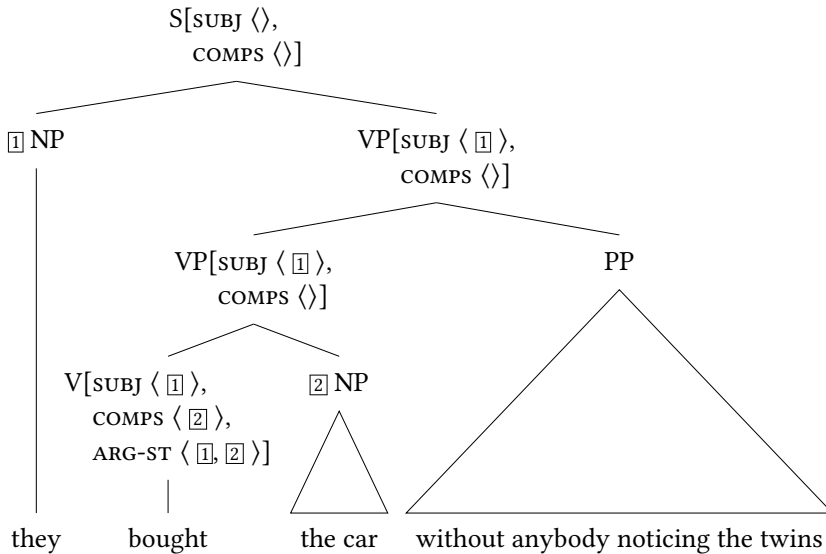 S[SUBJ ⟨⟩,
COMPS ⟨⟩]
1 NP
VP[SUBJ ⟨ 1 ⟩,
COMPS ⟨⟩]
VP[SUBJ ⟨ 1 ⟩,
COMPS ⟨⟩]
PP
V[SUBJ ⟨ 1 ⟩,
COMPS ⟨ 2 ⟩,
ARG-ST ⟨ 1, 2 ⟩]
2 NP
they bought the car without anybody noticing the twins